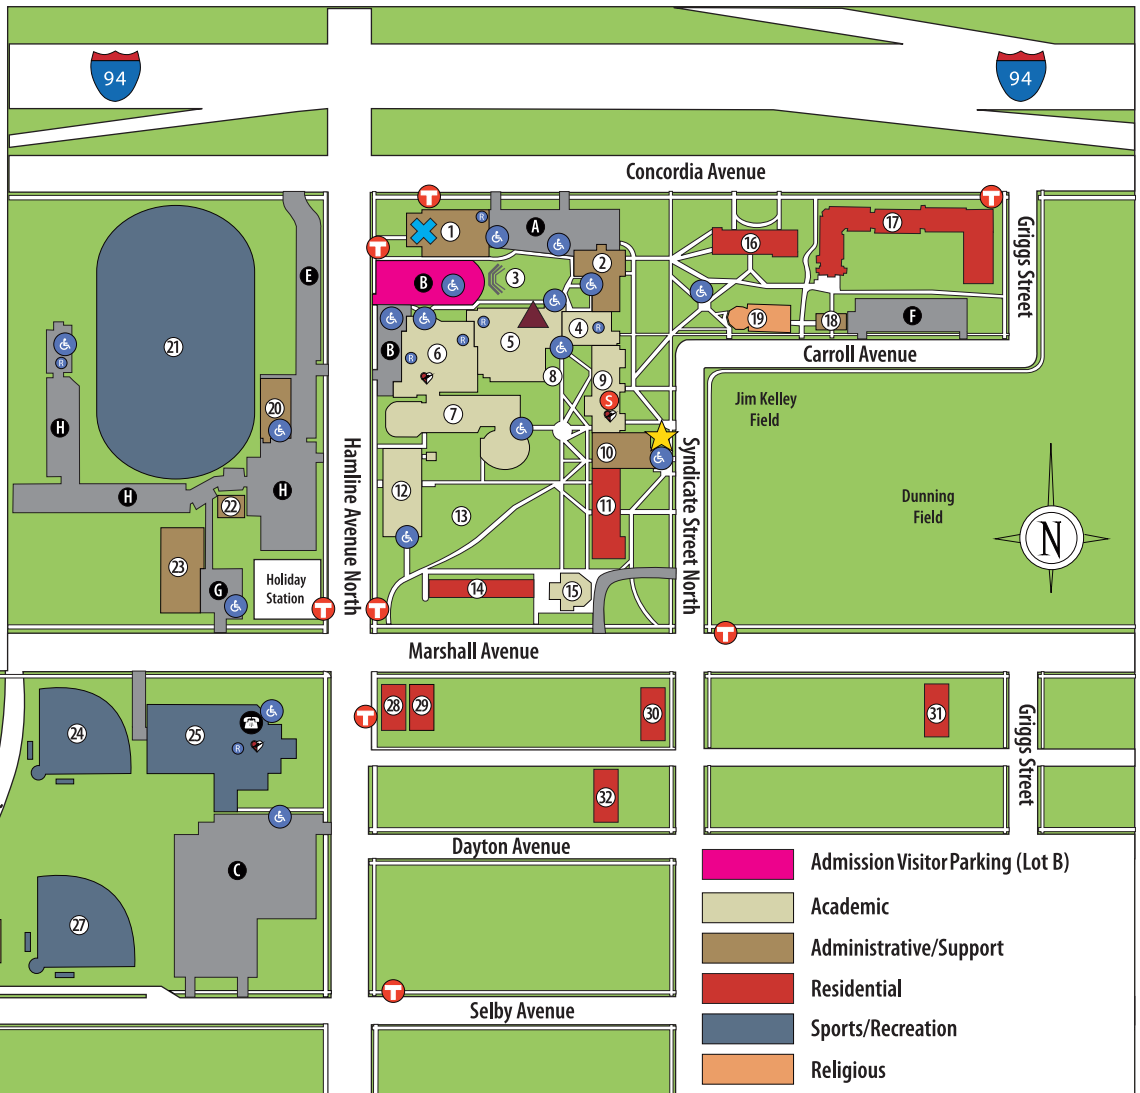 94
94
Concordia Avenue
T
T
17
R
1
A
Griggs Street
16
T
2
E
3
B
19
18
F
R
4
R
5
21
R
6
B
R
Carroll Avenue
R
8
9
Jim Kelley
Field
S
20
7
H
10
Hamline Avenue North
Syndicate Street North
12
H
H
22
11
13
Dunning
Field
N
23
Holiday
Station
G
14
15
T
T
T
Marshall Avenue
28
29
30
31
T
24
25
R
Griggs Street
32
Dayton Avenue
C
27
T
Selby Avenue
Admission Visitor Parking (Lot B)
Academic
Administrative/Support
Residential
Sports/Recreation
Religious